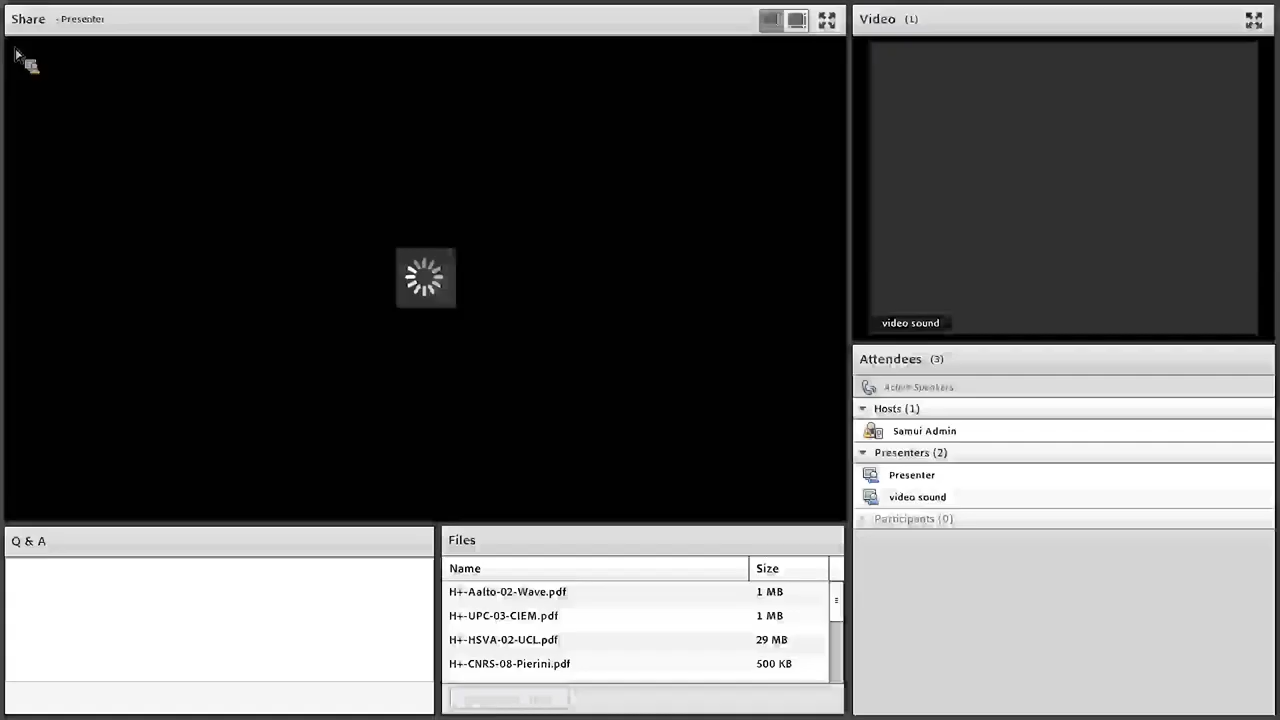 Share - Presenter
Video (1)
video sound
Attendees (3)
Active Speakers
Hosts (1)
Samui Admin
Presenters (2)
Presenter
video sound
Participants (0)
Q & A
Files
Name Size
H+-Aalto-02-Wave.pdf 1 MB
H+-UPC-03-CIEM.pdf 1 MB
H+-HSVA-02-UCL.pdf 29 MB
H+-CNRS-08-Pierini.pdf 500 KB